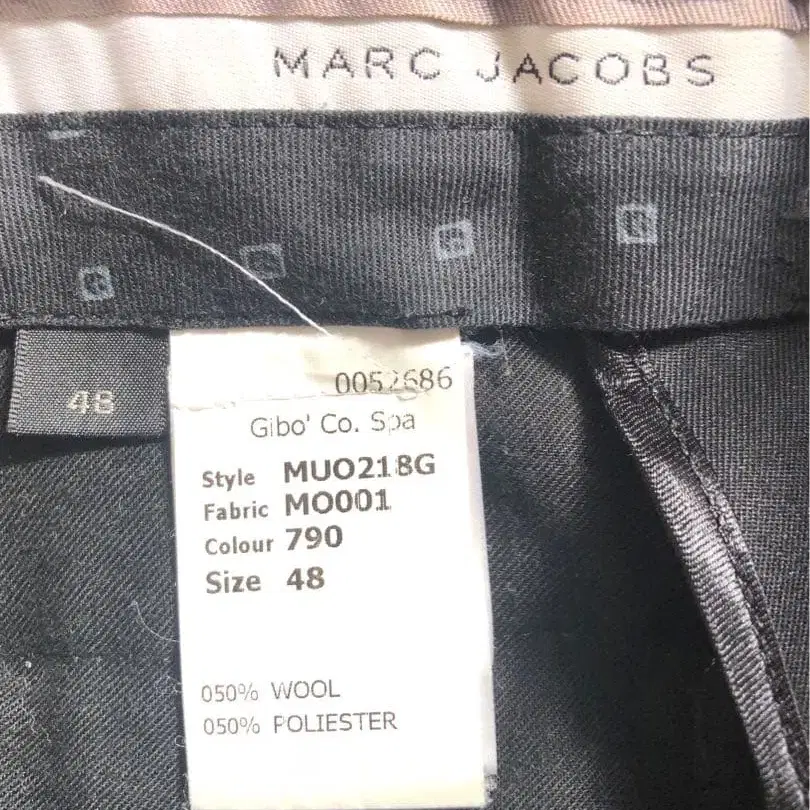 MARC JACOBS
48
0052686
Gibo' Co. Spa
Style MUO218G
Fabric MO001
Colour 790
Size 48
050% WOOL
050% POLIESTER